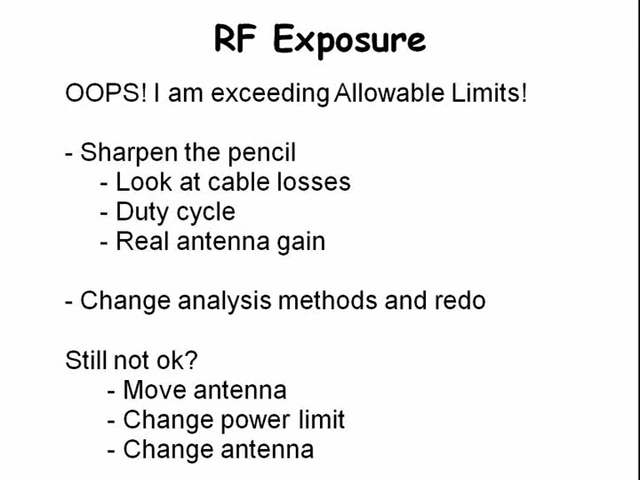 RF Exposure
OOPS! I am exceeding Allowable Limits!
- Sharpen the pencil
- Look at cable losses
- Duty cycle
- Real antenna gain
- Change analysis methods and redo
Still not ok?
- Move antenna
- Change power limit
- Change antenna